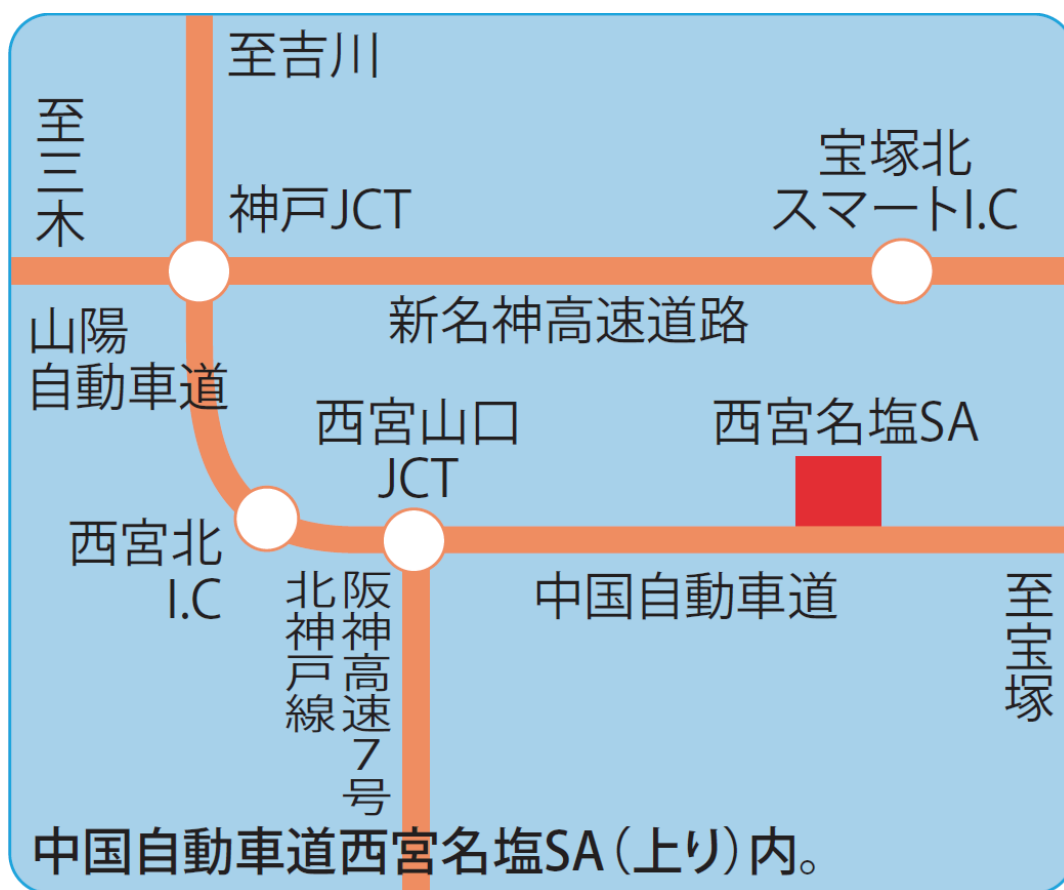 至吉川
至三木
神戸JCT
宝塚北
スマートI.C
新名神高速道路
山陽
自動車道
西宮山口
JCT
西宮名塩SA
西宮北
I.C
阪神高速7号
北神戸線
中国自動車道
至宝塚
中国自動車道西宮名塩SA（上り）内。